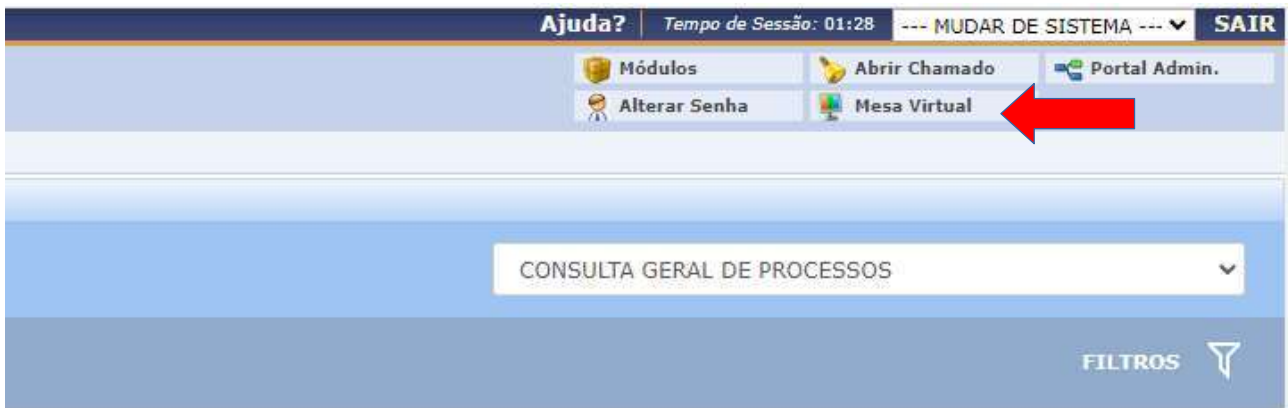 Ajuda? Tempo de Sessão: 01:28 --- MUDAR DE SISTEMA --- SAIR
Módulos Abrir Chamado Portal Admin.
Alterar Senha Mesa Virtual
CONSULTA GERAL DE PROCESSOS
FILTROS